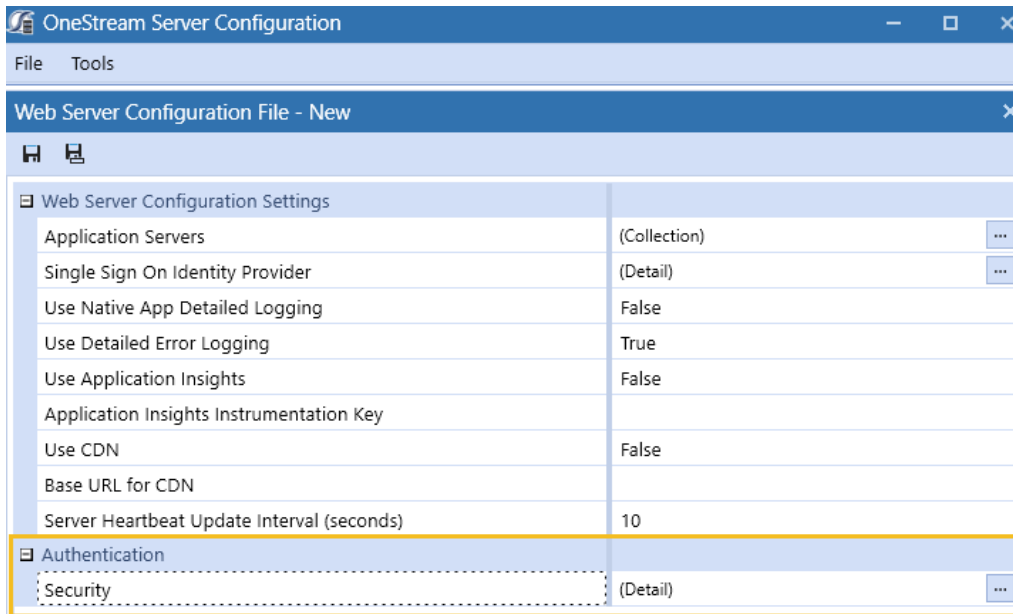 OneStream Server Configuration
File Tools
Web Server Configuration File - New
Web Server Configuration Settings
Application Servers (Collection) ...
Single Sign On Identity Provider (Detail) ...
Use Native App Detailed Logging False
Use Detailed Error Logging True
Use Application Insights False
Application Insights Instrumentation Key
Use CDN False
Base URL for CDN
Server Heartbeat Update Interval (seconds) 10
Authentication
Security (Detail) ...